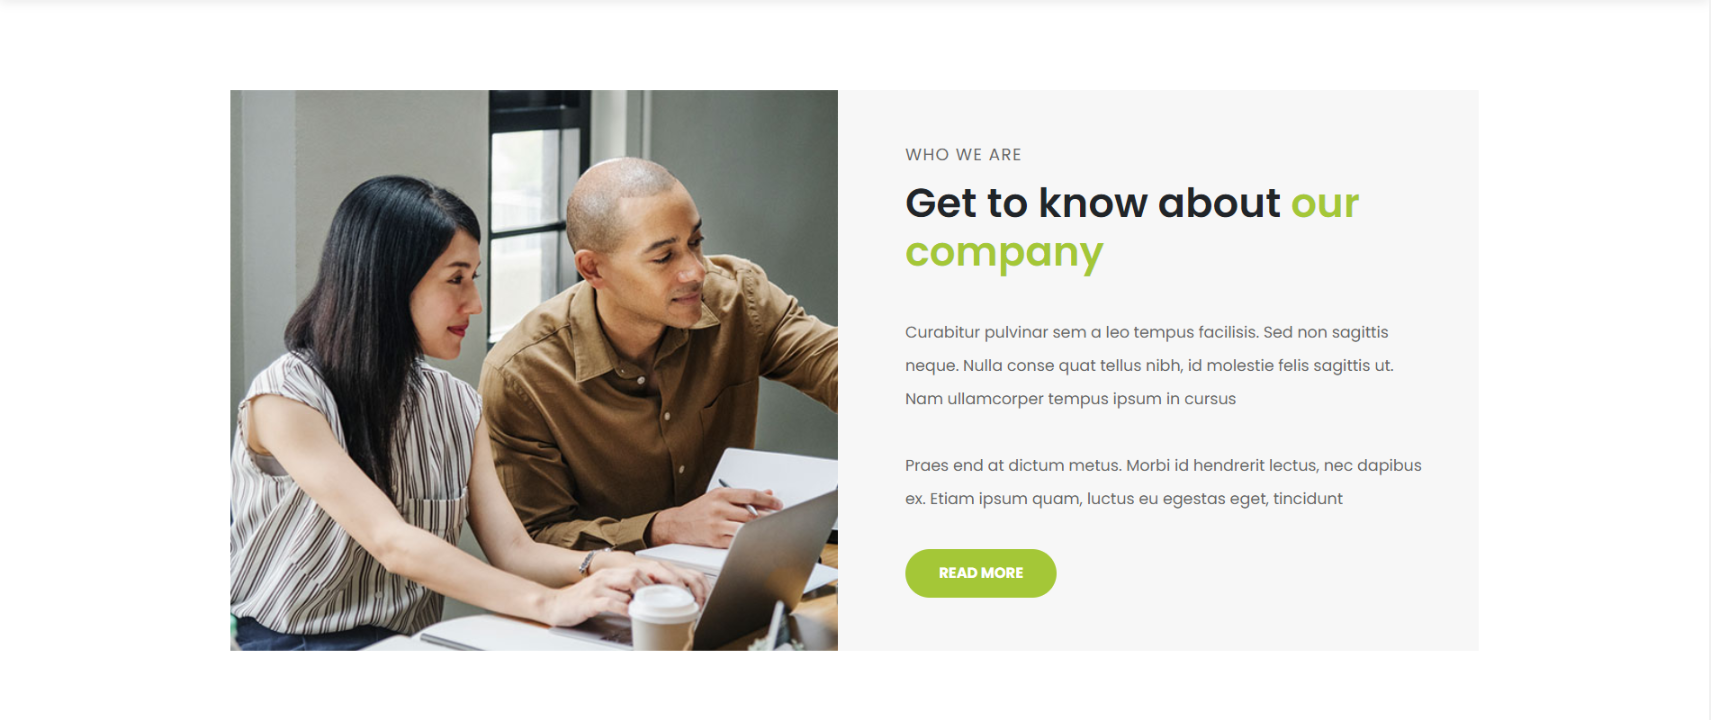 WHO WE ARE
Get to know about our
company
Curabitur pulvinar sem a leo tempus facilisis. Sed non sagittis
neque. Nulla conse quat tellus nibh, id molestie felis sagittis ut.
Nam ullamcorper tempus ipsum in cursus
Praes end at dictum metus. Morbi id hendrerit lectus, nec dapibus
ex. Etiam ipsum quam, luctus eu egestas eget, tincidunt
READ MORE